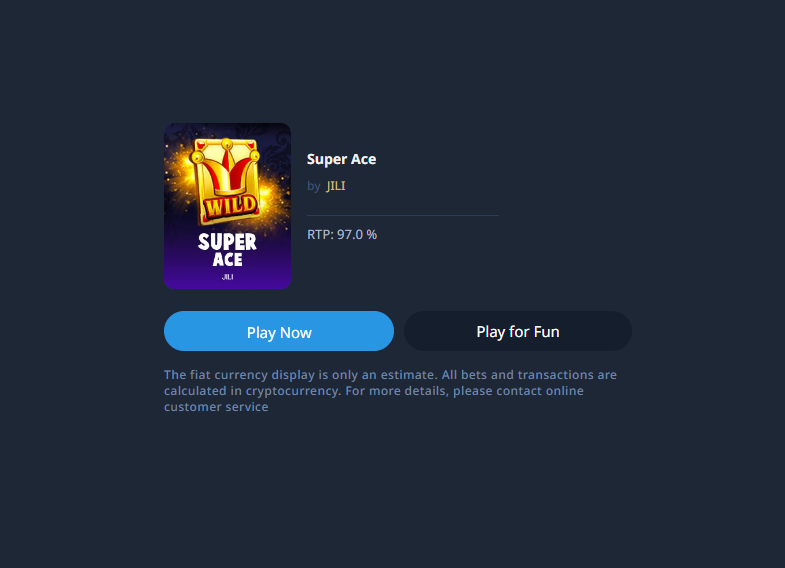 WILD
SUPER
ACE
JILI
Super Ace
by JILI
RTP: 97.0 %
Play Now
Play for Fun
The fiat currency display is only an estimate. All bets and transactions are
calculated in cryptocurrency. For more details, please contact online
customer service